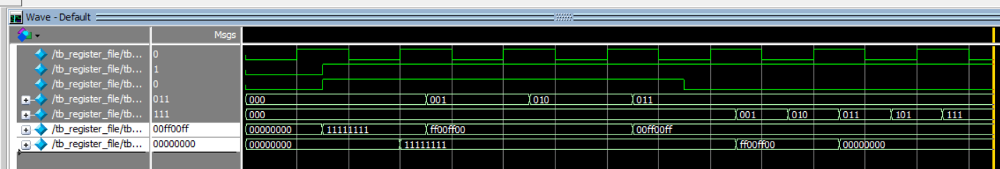 Wave - Default
Msgs
/tb_register_file/tb... 0
/tb_register_file/tb... 1
/tb_register_file/tb... 0
/tb_register_file/tb... 011 000 001 010 011
/tb_register_file/tb... 111 000 001 010 011 101 111
/tb_register_file/tb... 00ff00ff 00000000 11111111 ff00ff00 00ff00ff
/tb_register_file/tb... 00000000 00000000 11111111 ff00ff00 00000000